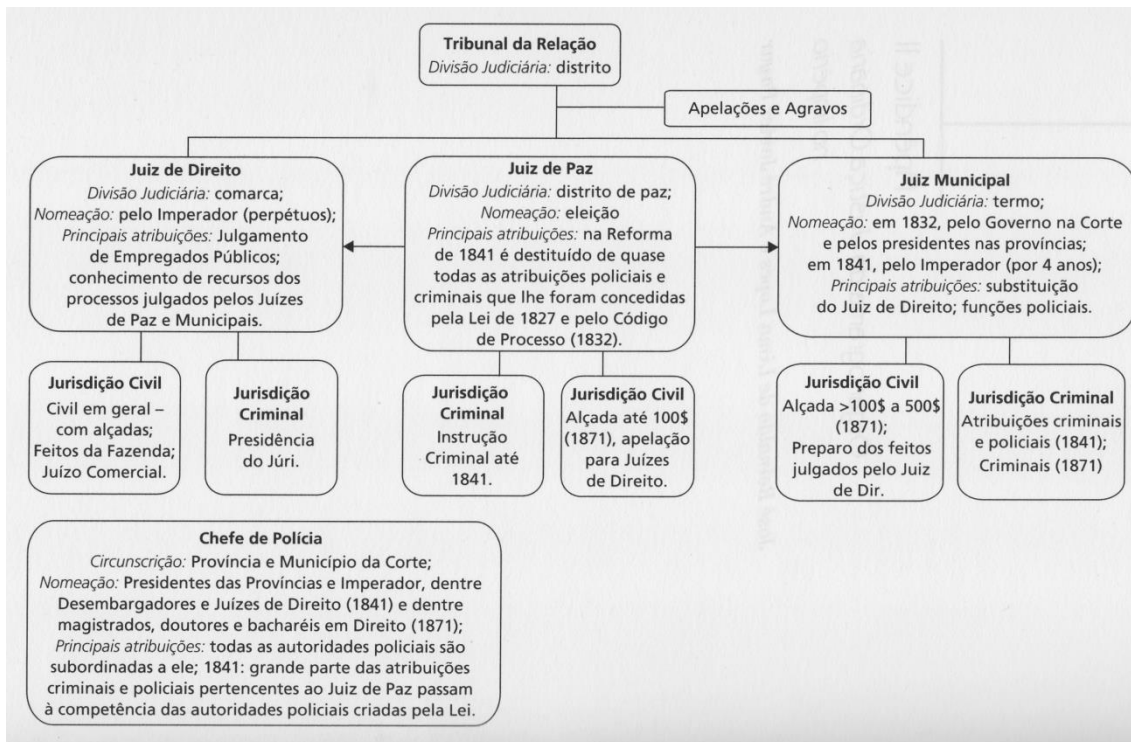 Tribunal da Relação
Divisão Judiciária: distrito
Apelações e Agravos
Juiz de Direito
Divisão Judiciária: comarca;
Nomeação: pelo Imperador (perpétuos);
Principais atribuições: Julgamento
de Empregados Públicos;
conhecimento de recursos dos
processos julgados pelos Juízes
de Paz e Municipais.
Juiz de Paz
Divisão Judiciária: distrito de paz;
Nomeação: eleição
Principais atribuições: na Reforma
de 1841 é destituído de quase
todas as atribuições policiais e
criminais que lhe foram concedidas
pela Lei de 1827 e pelo Código
de Processo (1832).
Juiz Municipal
Divisão Judiciária: termo;
Nomeação: em 1832, pelo Governo na Corte
e pelos presidentes nas províncias;
em 1841, pelo Imperador (por 4 anos);
Principais atribuições: substituição
do Juiz de Direito; funções policiais.
Jurisdição Civil
Civil em geral –
com alçadas;
Feitos da Fazenda;
Juízo Comercial.
Jurisdição
Criminal
Presidência
do Júri.
Jurisdição
Criminal
Instrução
Criminal até
1841.
Jurisdição Civil
Alçada até 100$
(1871), apelação
para Juízes
de Direito.
Jurisdição Civil
Alçada >100$ a 500$
(1871);
Preparo dos feitos
julgados pelo Juiz
de Dir.
Jurisdição Criminal
Atribuições criminais
e policiais (1841);
Criminais (1871)
Chefe de Polícia
Circunscrição: Província e Município da Corte;
Nomeação: Presidentes das Províncias e Imperador, dentre
Desembargadores e Juízes de Direito (1841) e dentre
magistrados, doutores e bacharéis em Direito (1871);
Principais atribuições: todas as autoridades policiais são
subordinadas a ele; 1841: grande parte das atribuições
criminais e policiais pertencentes ao Juiz de Paz passam
à competência das autoridades policiais criadas pela Lei.